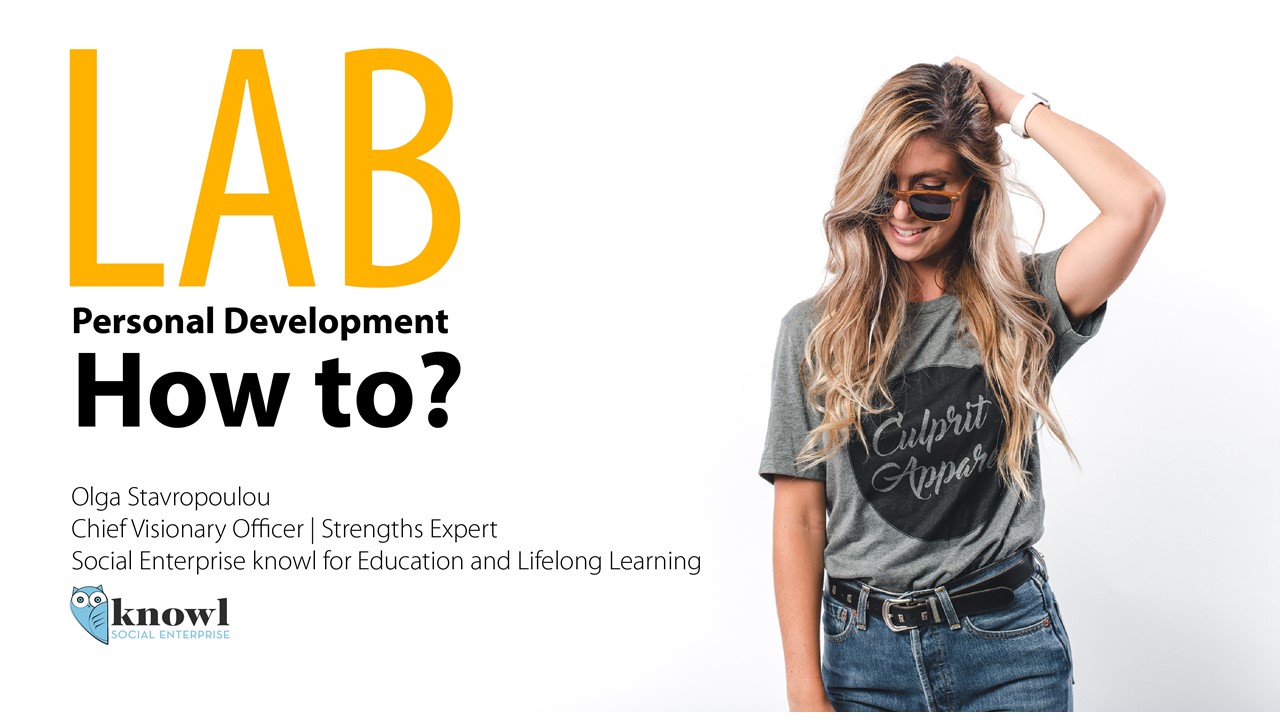 LAB
Personal Development
How to?
Olga Stavropoulou
Chief Visionary Officer | Strengths Expert
Social Enterprise knowl for Education and Lifelong Learning
knowl
SOCIAL ENTERPRISE
Culprit
Appare